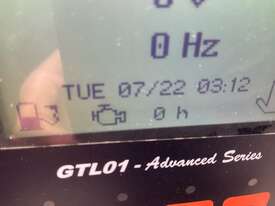 0 Hz
TUE 07/22 03:12
0 h
GTL01 - Advanced Series